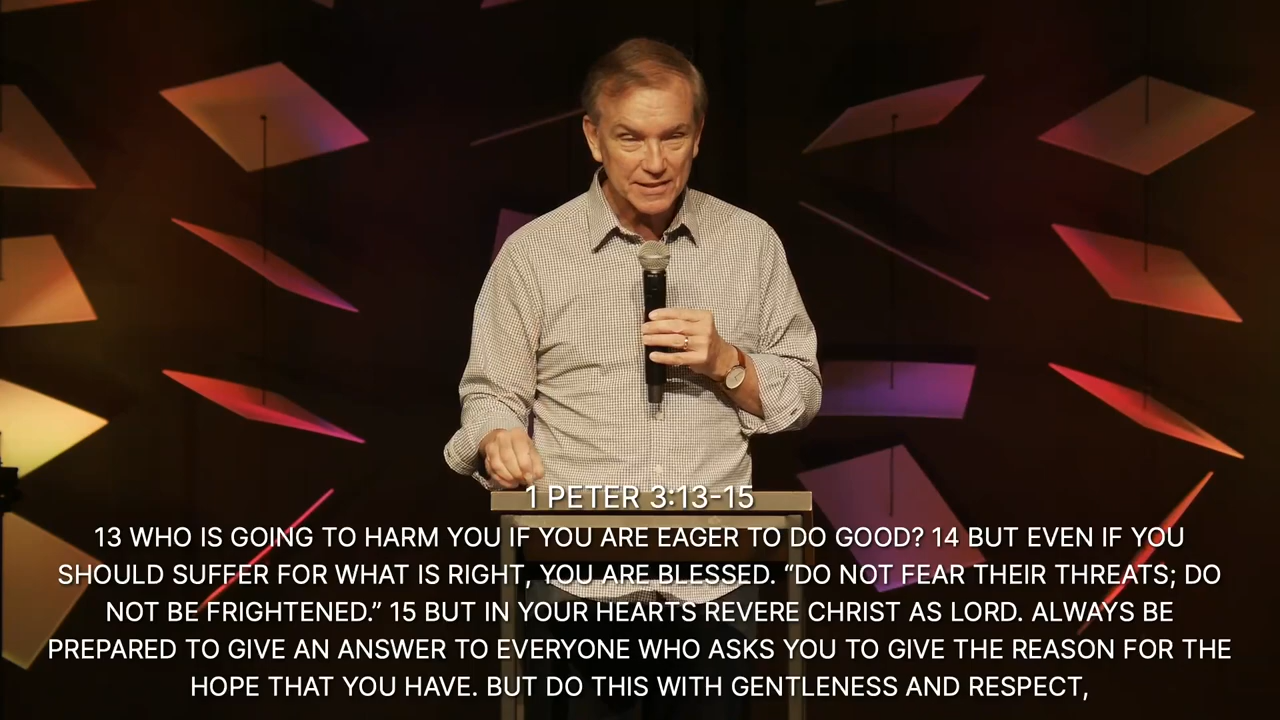 1 PETER 3:13-15
13 WHO IS GOING TO HARM YOU IF YOU ARE EAGER TO DO GOOD? 14 BUT EVEN IF YOU
SHOULD SUFFER FOR WHAT IS RIGHT, YOU ARE BLESSED. “DO NOT FEAR THEIR THREATS; DO
NOT BE FRIGHTENED.” 15 BUT IN YOUR HEARTS REVERE CHRIST AS LORD. ALWAYS BE
PREPARED TO GIVE AN ANSWER TO EVERYONE WHO ASKS YOU TO GIVE THE REASON FOR THE
HOPE THAT YOU HAVE. BUT DO THIS WITH GENTLENESS AND RESPECT,